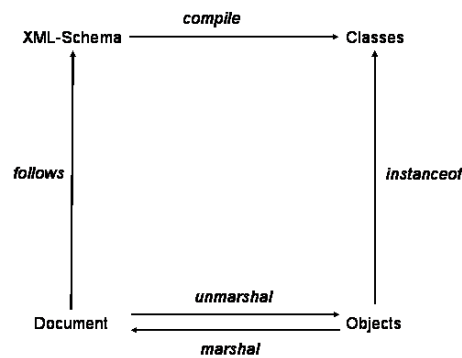 compile
XML-Schema
Classes
follows
instanceof
unmarshal
Document
Objects
marshal